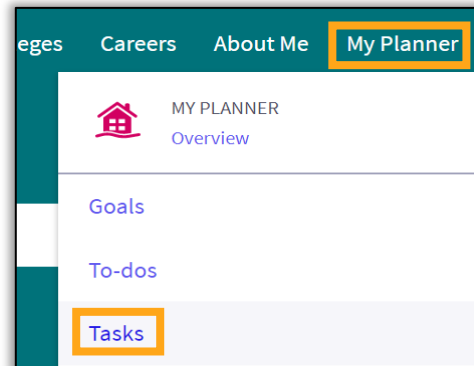 eges Careers About Me My Planner
MY PLANNER
Overview
Goals
To-dos
Tasks